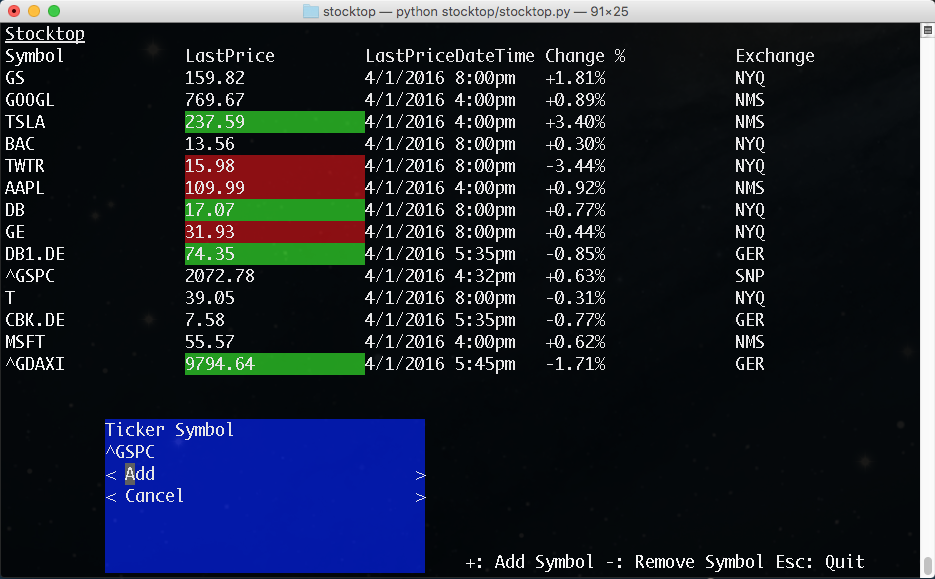 stocktop — python stocktop/stocktop.py — 91×25
Stocktop
Symbol LastPrice LastPriceDateTime Change % Exchange
GS 159.82 4/1/2016 8:00pm +1.81% NYQ
GOOGL 769.67 4/1/2016 4:00pm +0.89% NMS
TSLA 237.59 4/1/2016 4:00pm +3.40% NMS
BAC 13.56 4/1/2016 8:00pm +0.30% NYQ
TWTR 15.98 4/1/2016 8:00pm -3.44% NYQ
AAPL 109.99 4/1/2016 4:00pm +0.92% NMS
DB 17.07 4/1/2016 8:00pm +0.77% NYQ
GE 31.93 4/1/2016 8:00pm +0.44% NYQ
DB1.DE 74.35 4/1/2016 5:35pm -0.85% GER
^GSPC 2072.78 4/1/2016 4:32pm +0.63% SNP
T 39.05 4/1/2016 8:00pm -0.31% NYQ
CBK.DE 7.58 4/1/2016 5:35pm -0.77% GER
MSFT 55.57 4/1/2016 4:00pm +0.62% NMS
^GDAXI 9794.64 4/1/2016 5:45pm -1.71% GER
Ticker Symbol
^GSPC
< Add >
< Cancel >
+: Add Symbol -: Remove Symbol Esc: Quit